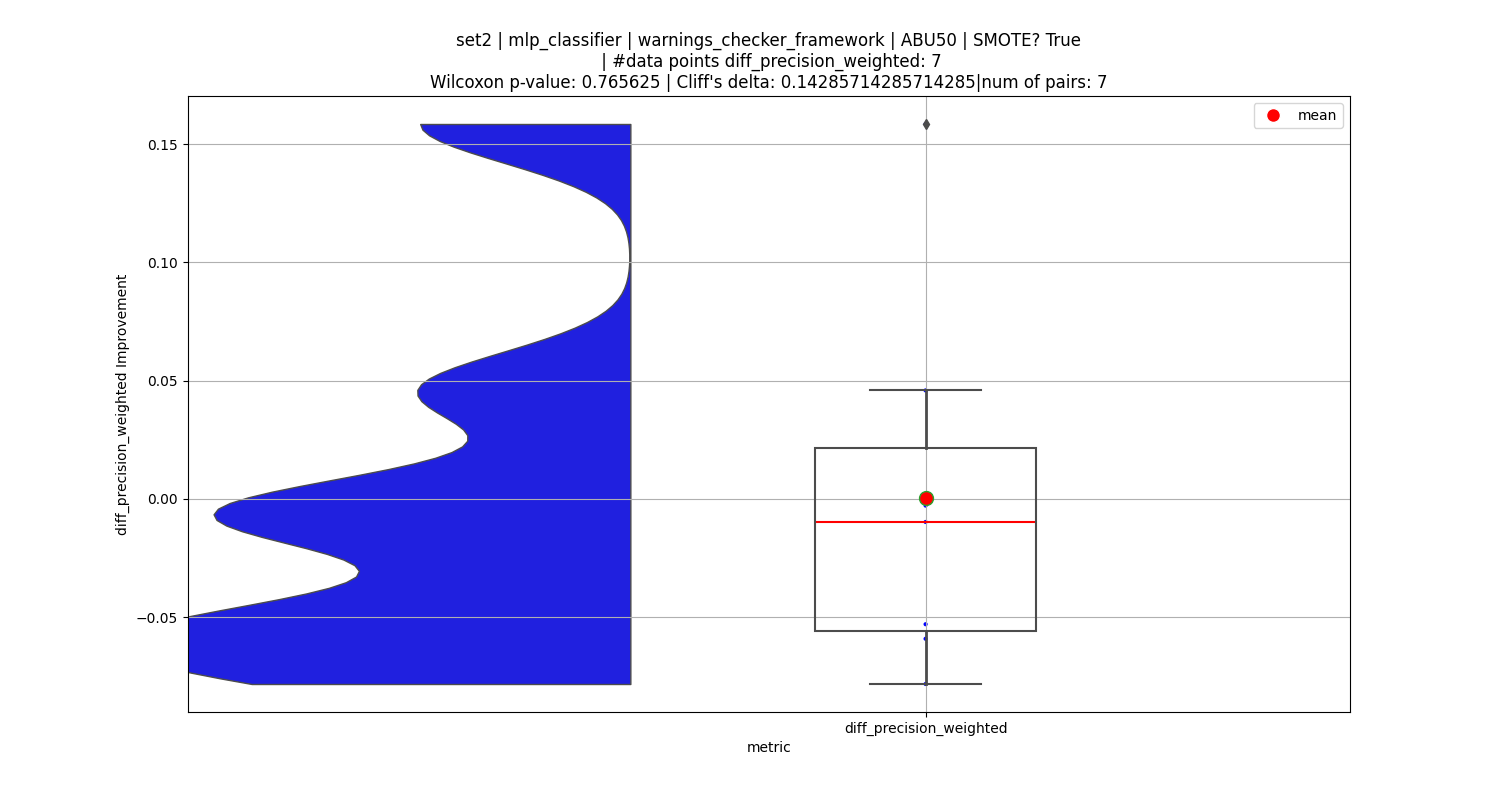 set2 | mlp_classifier | warnings_checker_framework | ABU50 | SMOTE? True
| #data points diff_precision_weighted: 7
Wilcoxon p-value: 0.765625 | Cliff's delta: 0.14285714285714285|num of pairs: 7
mean
0.15
0.10
0.05
0.00
−0.05
diff_precision_weighted Improvement
diff_precision_weighted
metric